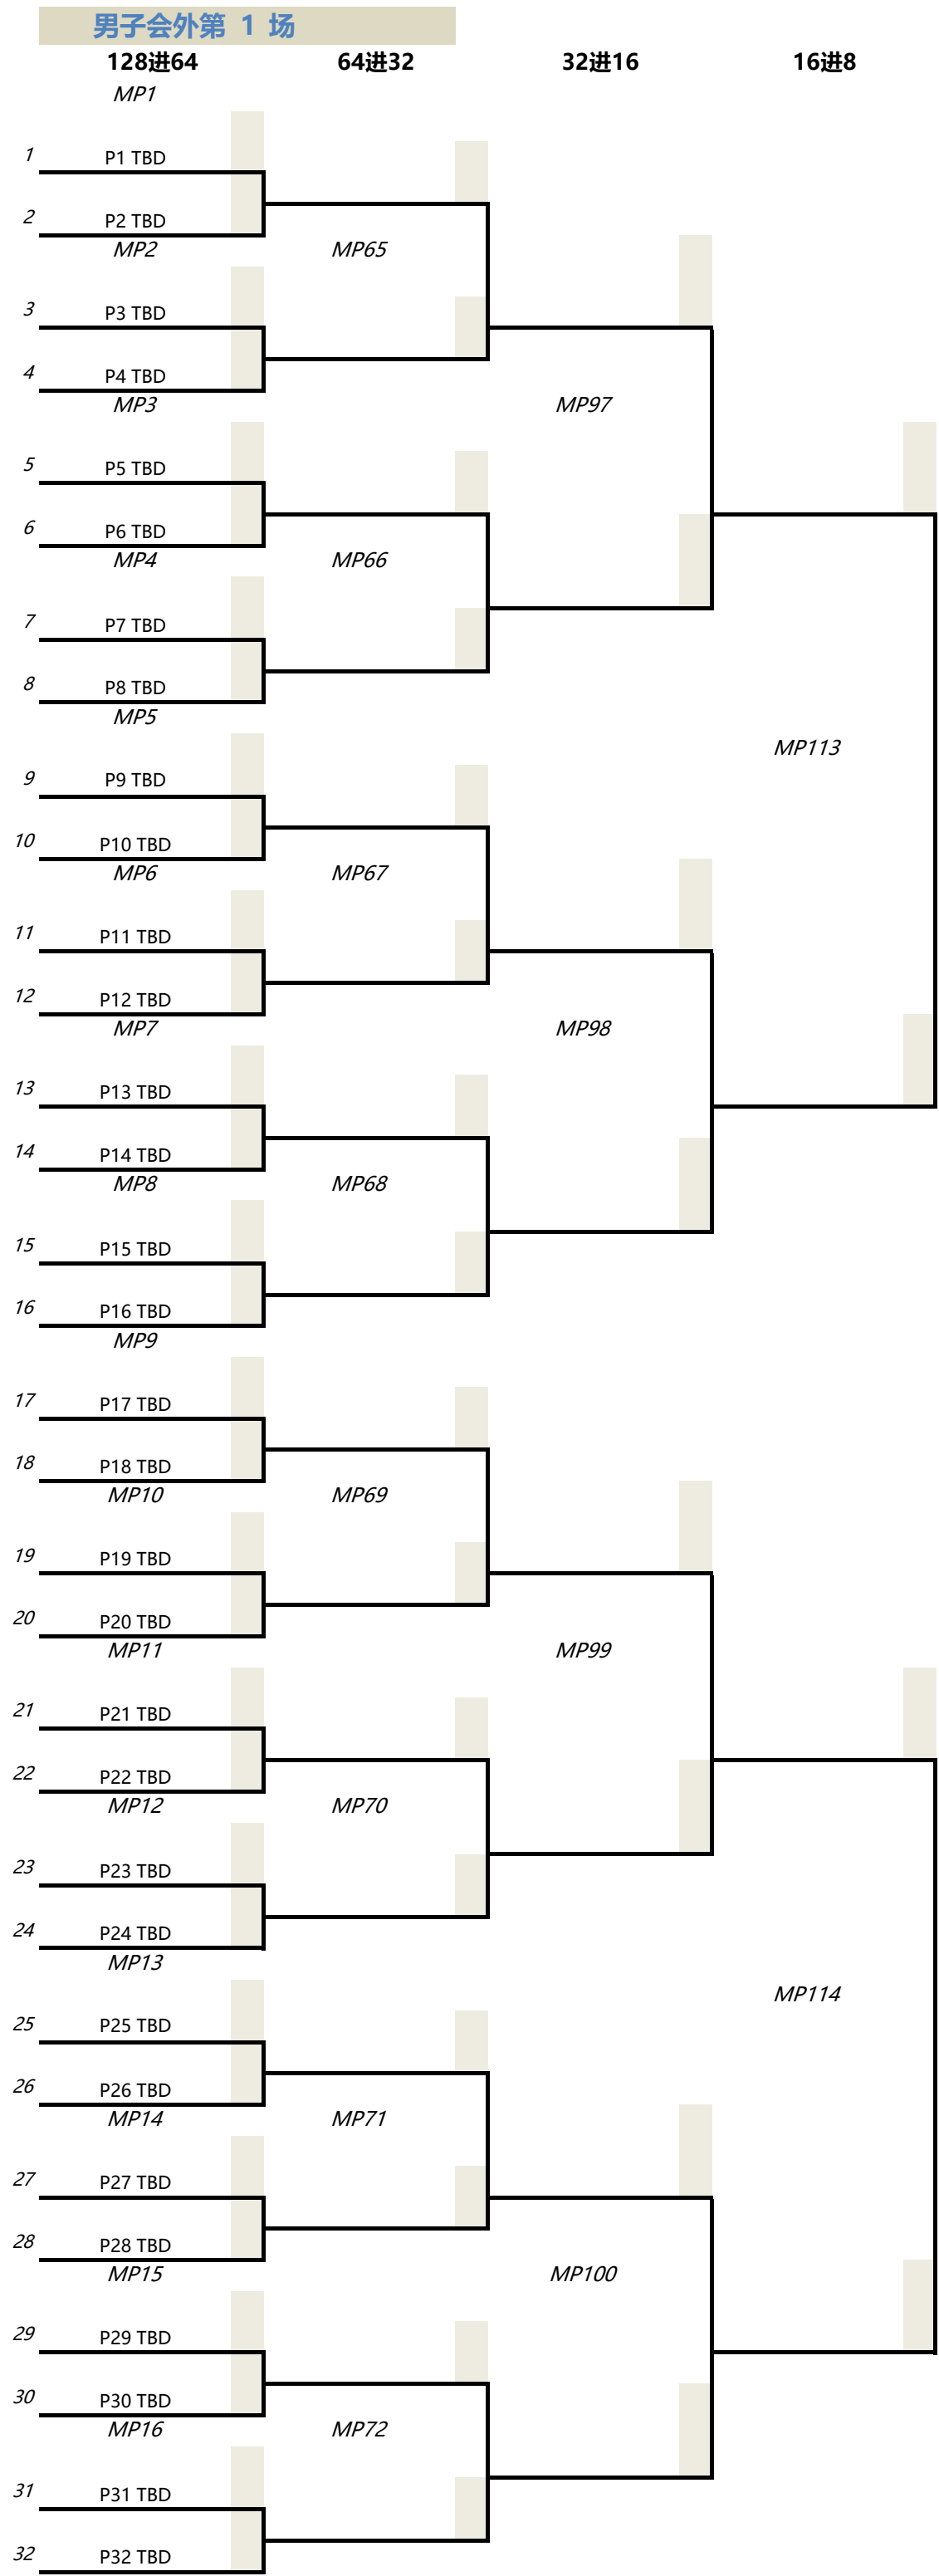 男子会外第 1 场
128进64 64进32 32进16 16进8
MP1
1 P1 TBD
2 P2 TBD
MP2 MP65
3 P3 TBD
4 P4 TBD
MP3 MP97
5 P5 TBD
6 P6 TBD
MP4 MP66
7 P7 TBD
8 P8 TBD
MP5
MP113
9 P9 TBD
10 P10 TBD
MP6 MP67
11 P11 TBD
12 P12 TBD
MP7 MP98
13 P13 TBD
14 P14 TBD
MP8 MP68
15 P15 TBD
16 P16 TBD
MP9
17 P17 TBD
18 P18 TBD
MP10 MP69
19 P19 TBD
20 P20 TBD
MP11 MP99
21 P21 TBD
22 P22 TBD
MP12 MP70
23 P23 TBD
24 P24 TBD
MP13
MP114
25 P25 TBD
26 P26 TBD
MP14 MP71
27 P27 TBD
28 P28 TBD
MP15 MP100
29 P29 TBD
30 P30 TBD
MP16 MP72
31 P31 TBD
32 P32 TBD